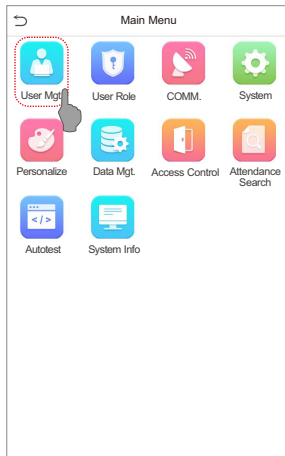 Main Menu
User Mgt.
User Role
COMM.
System
Personalize
Data Mgt.
Access Control
Attendance
Search
</>
Autotest
System Info